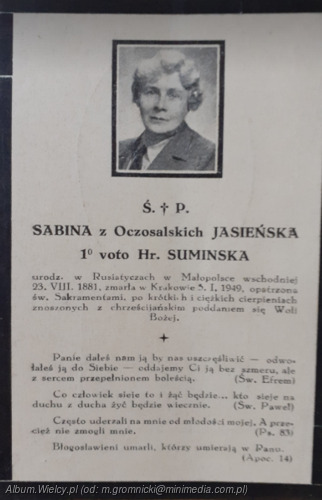 Ś. † P.
SABINA z Oczosalskich JASIEŃSKA
1⁰ voto Hr. SUMINSKA
urodz. w Rusiatyczach w Małopolsce wschodniej
23. VIII. 1881, zmarła w Krakowie 5. I. 1949, opatrzona
św. Sakramentami, po krótkich i ciężkich cierpieniach
znoszonych z chrześcijańskim poddaniem się Woli
Bożej.
Panie dałeś nam ją by nas uszczęśliwić — odwo-
łałeś ją do Siebie — oddajemy Ci ją bez szmeru, ale
z sercem przepełnionem boleścią. (Św. Efrem)
Co człowiek sieje to i żąć będzie... kto sieje na
duchu z ducha żyć będzie wiecznie. (Św. Paweł)
Często uderzali na mnie od młodości mojej. A prze-
cięż nie zmogli mnie. (Ps. 83)
Błogosławieni umarli, którzy umierają w Panu.
(Apoc. 14)
Album.Wielcy.pl (od: m.gromnicki@minimedia.com.pl)